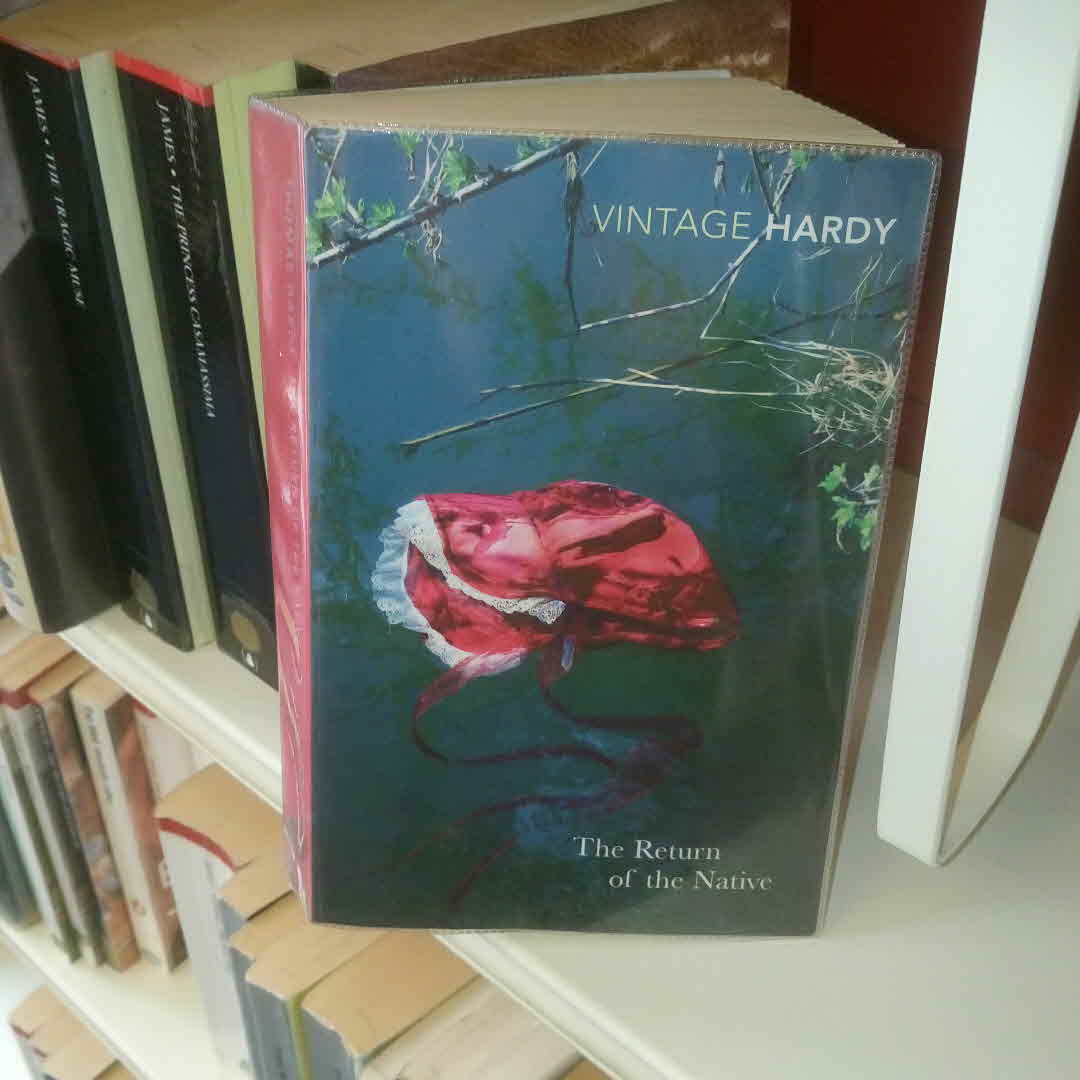 JAMES • THE TRAGIC MUSE
JAMES • THE PRINCESS CASAMASSIMA
VINTAGE HARDY
The Return
of the Native